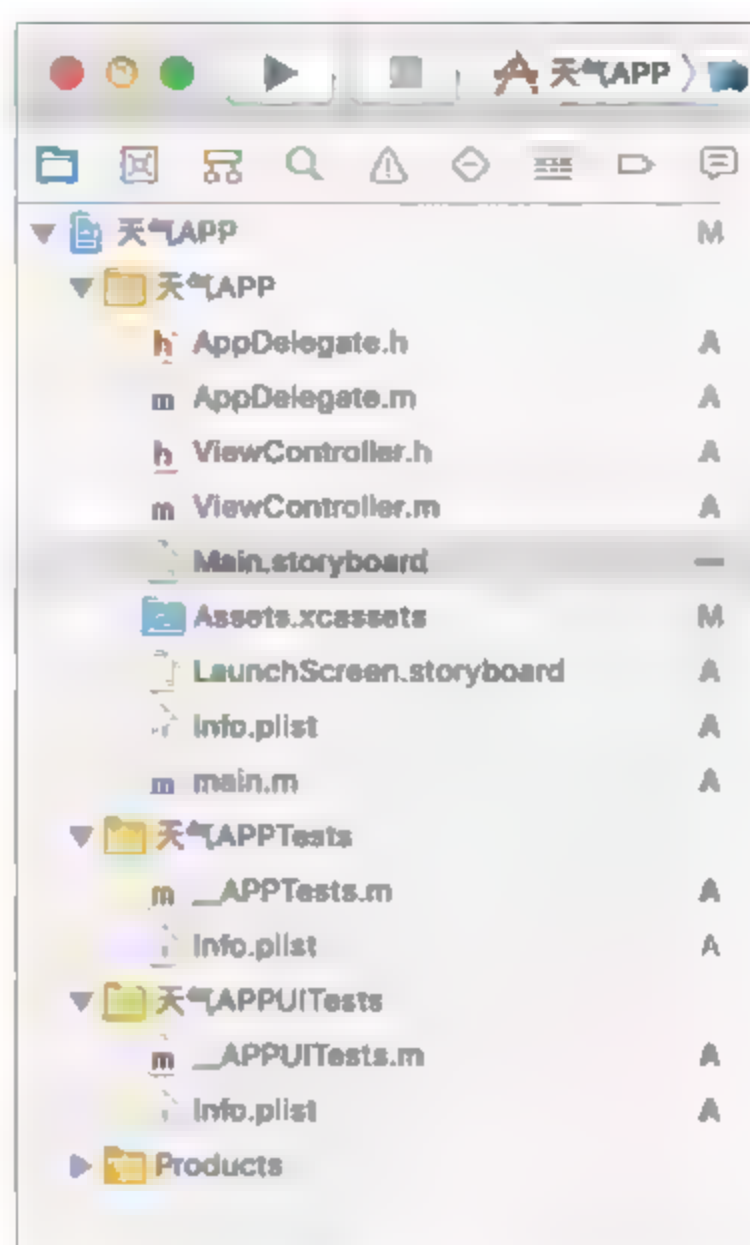 天气APP
天气APP M
天气APP
h AppDelegate.h A
m AppDelegate.m A
h ViewController.h A
m ViewController.m A
Main.storyboard —
Assets.xcassets M
LaunchScreen.storyboard A
Info.plist A
m main.m A
天气APPTests
m __APPTests.m A
Info.plist A
天气APPUITests
m __APPUITests.m A
Info.plist A
Products